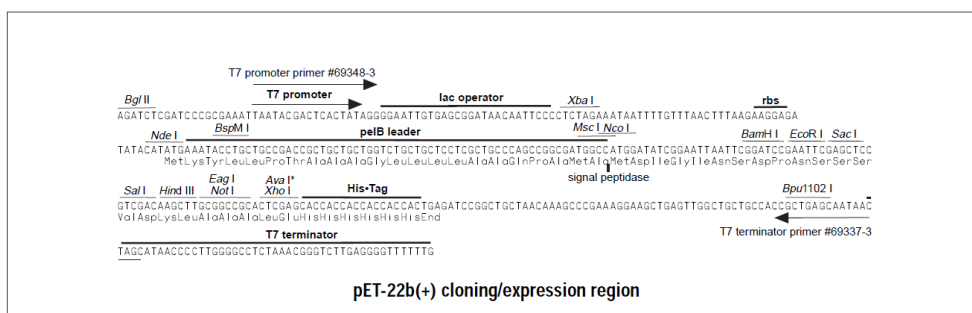 T7 promoter primer #69348-3
Bgl II T7 promoter lac operator Xba I rbs
AGATCTCGATCCCGCGAAATTAATACGACTCACTATAGGGGAATTGTGAGCGGATAACAATTCCCCTCTAGAAATAATTTTGTTTAACTTTAAGAAGGAGA
Nde I BspM I pelB leader Msc I Nco I BamH I EcoR I Sac I
TATACATATGAAATACCTGCTGCCGACCGCTGCTGCTGGTCTGCTGCTCCTCGCTGCCCAGCCGGCGATGGCCATGGATATCGGAATTAATTCGGATCCGAATTCGAGCTCC
MetLysTyrLeuLeuProThrAlaAlaAlaGlyLeuLeuLeuLeuAlaAlaGlnProAlaMetAlaMetAspIleGlyIleAsnSerAspProAsnSerSerSer
signal peptidase
Sal I Hind III Eag I Not I Ava I* Xho I His•Tag Bpu1102 I
GTCGACAAGCTTGCGGCCGCACTCGAGCACCACCACCACCACCACTGAGATCCGGCTGCTAACAAAGCCCGAAAGGAAGCTGAGTTGGCTGCTGCCACCGCTGAGCAATAAC
ValAspLysLeuAlaAlaAlaLeuGluHisHisHisHisHisHisEnd
T7 terminator T7 terminator primer #69337-3
TAGCATAACCCCTTGGGGCCTCTAAACGGGTCTTGAGGGGTTTTTTG
pET-22b(+) cloning/expression region